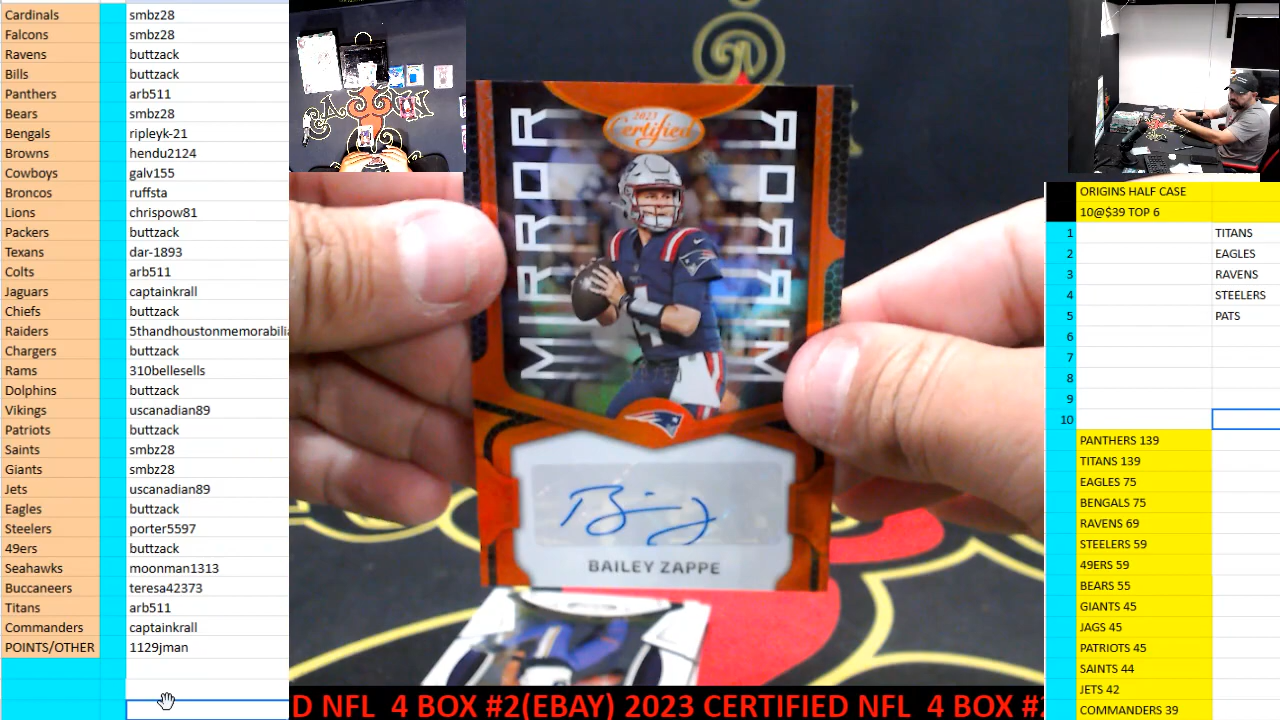 Cardinals smbz28
Falcons smbz28
Ravens buttzack
Bills buttzack
Panthers arb511
Bears smbz28
Bengals ripleyk-21
Browns hendu2124
Cowboys galv155
Broncos ruffsta
Lions chrispow81
Packers buttzack
Texans dar-1893
Colts arb511
Jaguars captainkrall
Chiefs buttzack
Raiders 5thandhoustonmemorabili
Chargers buttzack
Rams 310bellesells
Dolphins buttzack
Vikings uscanadian89
Patriots buttzack
Saints smbz28
Giants smbz28
Jets uscanadian89
Eagles buttzack
Steelers porter5597
49ers buttzack
Seahawks moonman1313
Buccaneers teresa42373
Titans arb511
Commanders captainkrall
POINTS/OTHER 1129jman
2023
Certified
MIRROR
MIRROR
4
BAILEY ZAPPE
ORIGINS HALF CASE
10@$39 TOP 6
1 TITANS
2 EAGLES
3 RAVENS
4 STEELERS
5 PATS
6
7
8
9
10
PANTHERS 139
TITANS 139
EAGLES 75
BENGALS 75
RAVENS 69
STEELERS 59
49ERS 59
BEARS 55
GIANTS 45
JAGS 45
PATRIOTS 45
SAINTS 44
JETS 42
COMMANDERS 39
D NFL 4 BOX #2(EBAY) 2023 CERTIFIED NFL 4 BOX #2